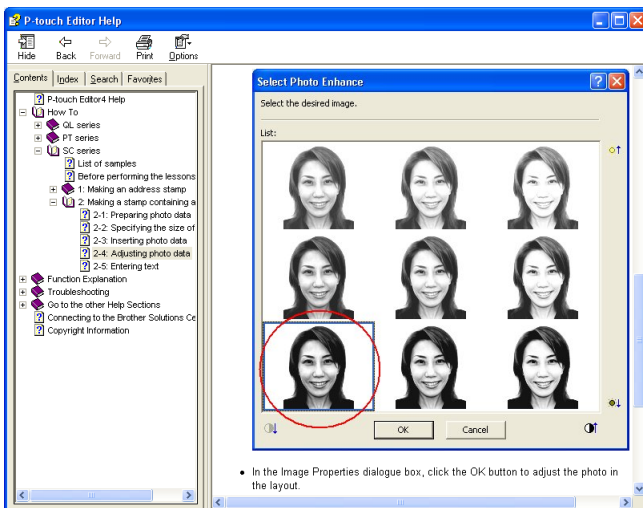 P-touch Editor Help
Hide Back Forward Print Options
Contents Index Search Favorites
P-touch Editor4 Help
How To
QL series
PT series
SC series
List of samples
Before performing the lessons
1: Making an address stamp
2: Making a stamp containing a
2-1: Preparing photo data
2-2: Specifying the size of
2-3: Inserting photo data
2-4: Adjusting photo data
2-5: Entering text
Function Explanation
Troubleshooting
Go to the other Help Sections
Connecting to the Brother Solutions Ce
Copyright Information
Select Photo Enhance
Select the desired image.
List:
OK Cancel
• In the Image Properties dialogue box, click the OK button to adjust the photo in
the layout.